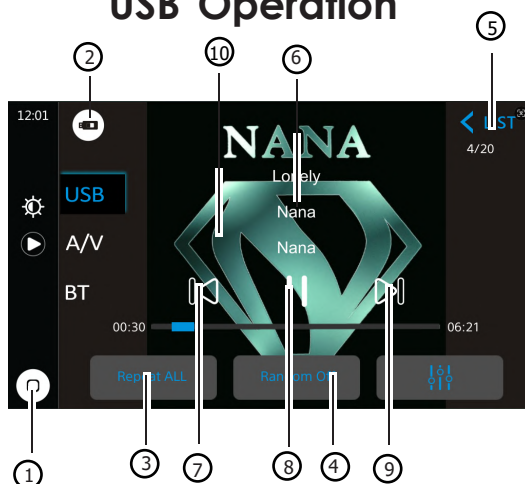 USB Operation
2
10
6
5
12:01
LIST
4/20
NANA
Lonely
USB
Nana
A/V
Nana
BT
00:30
06:21
Repeat ALL
Random Off
1
3
7
8
4
9